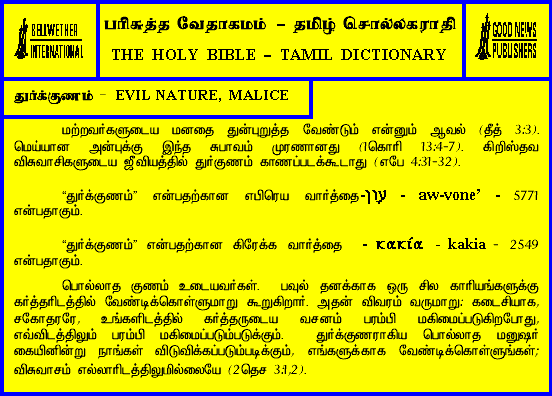 BELLWETHER
INTERNATIONAL
பரிசுத்த வேதாகமம் - தமிழ் சொல்லகராதி
THE HOLY BIBLE – TAMIL DICTIONARY
GOOD NEWS
PUBLISHERS
துர்க்குணம் - EVIL NATURE, MALICE
மற்றவர்களுடைய மனதை துன்புறுத்த வேண்டும் என்னும் ஆவல் (தீத் 3:3).
மெய்யான அன்புக்கு இந்த சுபாவம் முரணானது (1கொரி 13:4-7). கிறிஸ்தவ
விசுவாசிகளுடைய ஜீவியத்தில் துர்குணம் காணப்படக்கூடாது (எபே 4:31-32).
“துர்க்குணம்” என்பதற்கான எபிரெய வார்த்தை-עון - aw-vone’ - 5771
என்பதாகும்.
“துர்க்குணம்” என்பதற்கான கிரேக்க வார்த்தை - κακία - kakia - 2549
என்பதாகும்.
பொல்லாத குணம் உடையவர்கள். பவுல் தனக்காக ஒரு சில காரியங்களுக்கு
கர்த்தரிடத்தில் வேண்டிக்கொள்ளுமாறு கூறுகிறார். அதன் விவரம் வருமாறு: கடைசியாக,
சகோதரரே, உங்களிடத்தில் கர்த்தருடைய வசனம் பரம்பி மகிமைப்படுகிறபோது,
எவ்விடத்திலும் பரம்பி மகிமைப்படும்படுக்கும். துர்க்குணராகிய பொல்லாத மனுஷர்
கையினின்று நாங்கள் விடுவிக்கப்படும்படிக்கும், எங்களுக்காக வேண்டிக்கொள்ளுங்கள்;
விசுவாசம் எல்லாரிடத்திலுமில்லையே (2தெச 3:1,2).